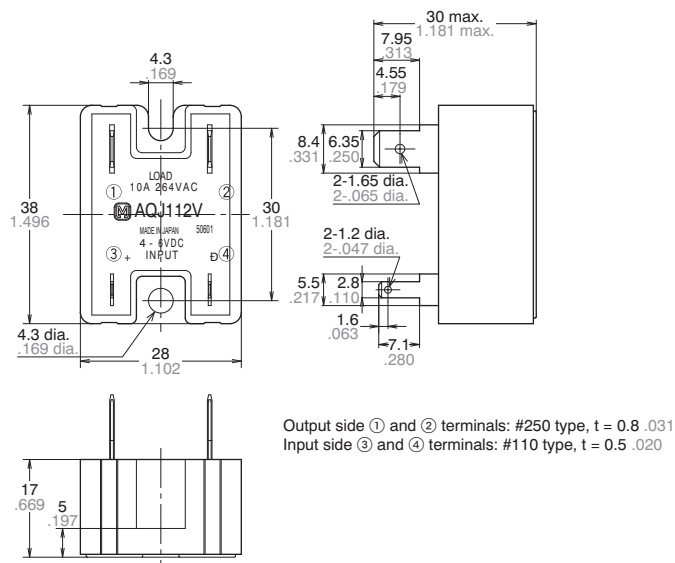 30 max.
1.181 max.
7.95
.313
4.55
.179
4.3
.169
8.4
.331
6.35
.250
2-1.65 dia.
2-.065 dia.
38
1.496
LOAD
10A 264VAC
① ②
M AQJ112V
MADE IN JAPAN 50601
4 - 6VDC
③ + INPUT Ð ④
30
1.181
2-1.2 dia.
2-.047 dia.
5.5
.217
2.8
.110
1.6
.063
7.1
.280
4.3 dia.
.169 dia.
28
1.102
Output side ① and ② terminals: #250 type, t = 0.8 .031
Input side ③ and ④ terminals: #110 type, t = 0.5 .020
17
.669
5
.197